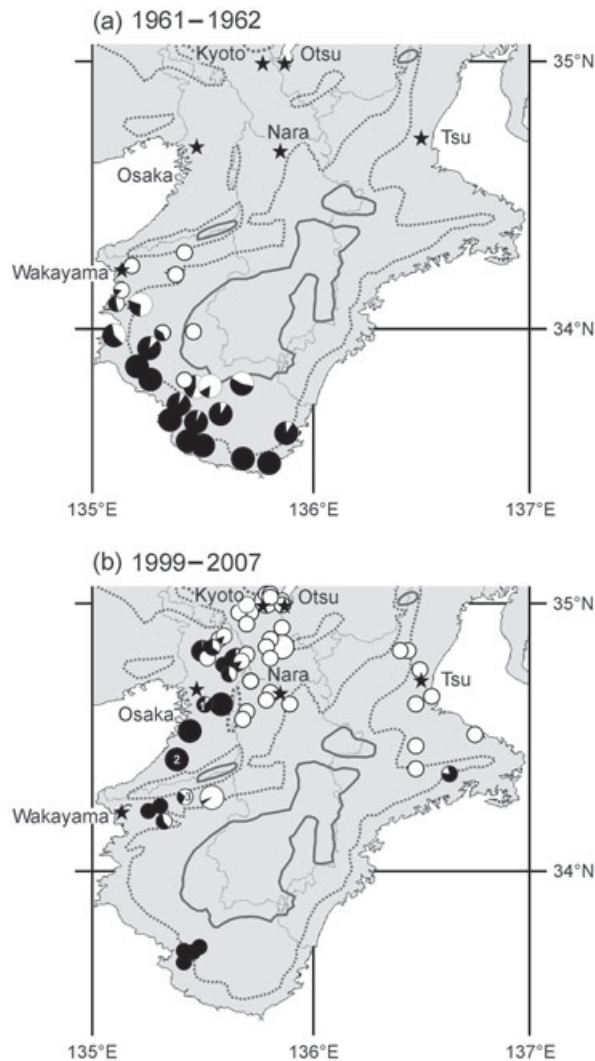 (a) 1961–1962
Kyoto Otsu
35°N
Nara
Tsu
Osaka
Wakayama
34°N
135°E 136°E 137°E
(b) 1999–2007
Kyoto Otsu
35°N
Nara
Tsu
1
Osaka
2
3
Wakayama
34°N
135°E 136°E 137°E